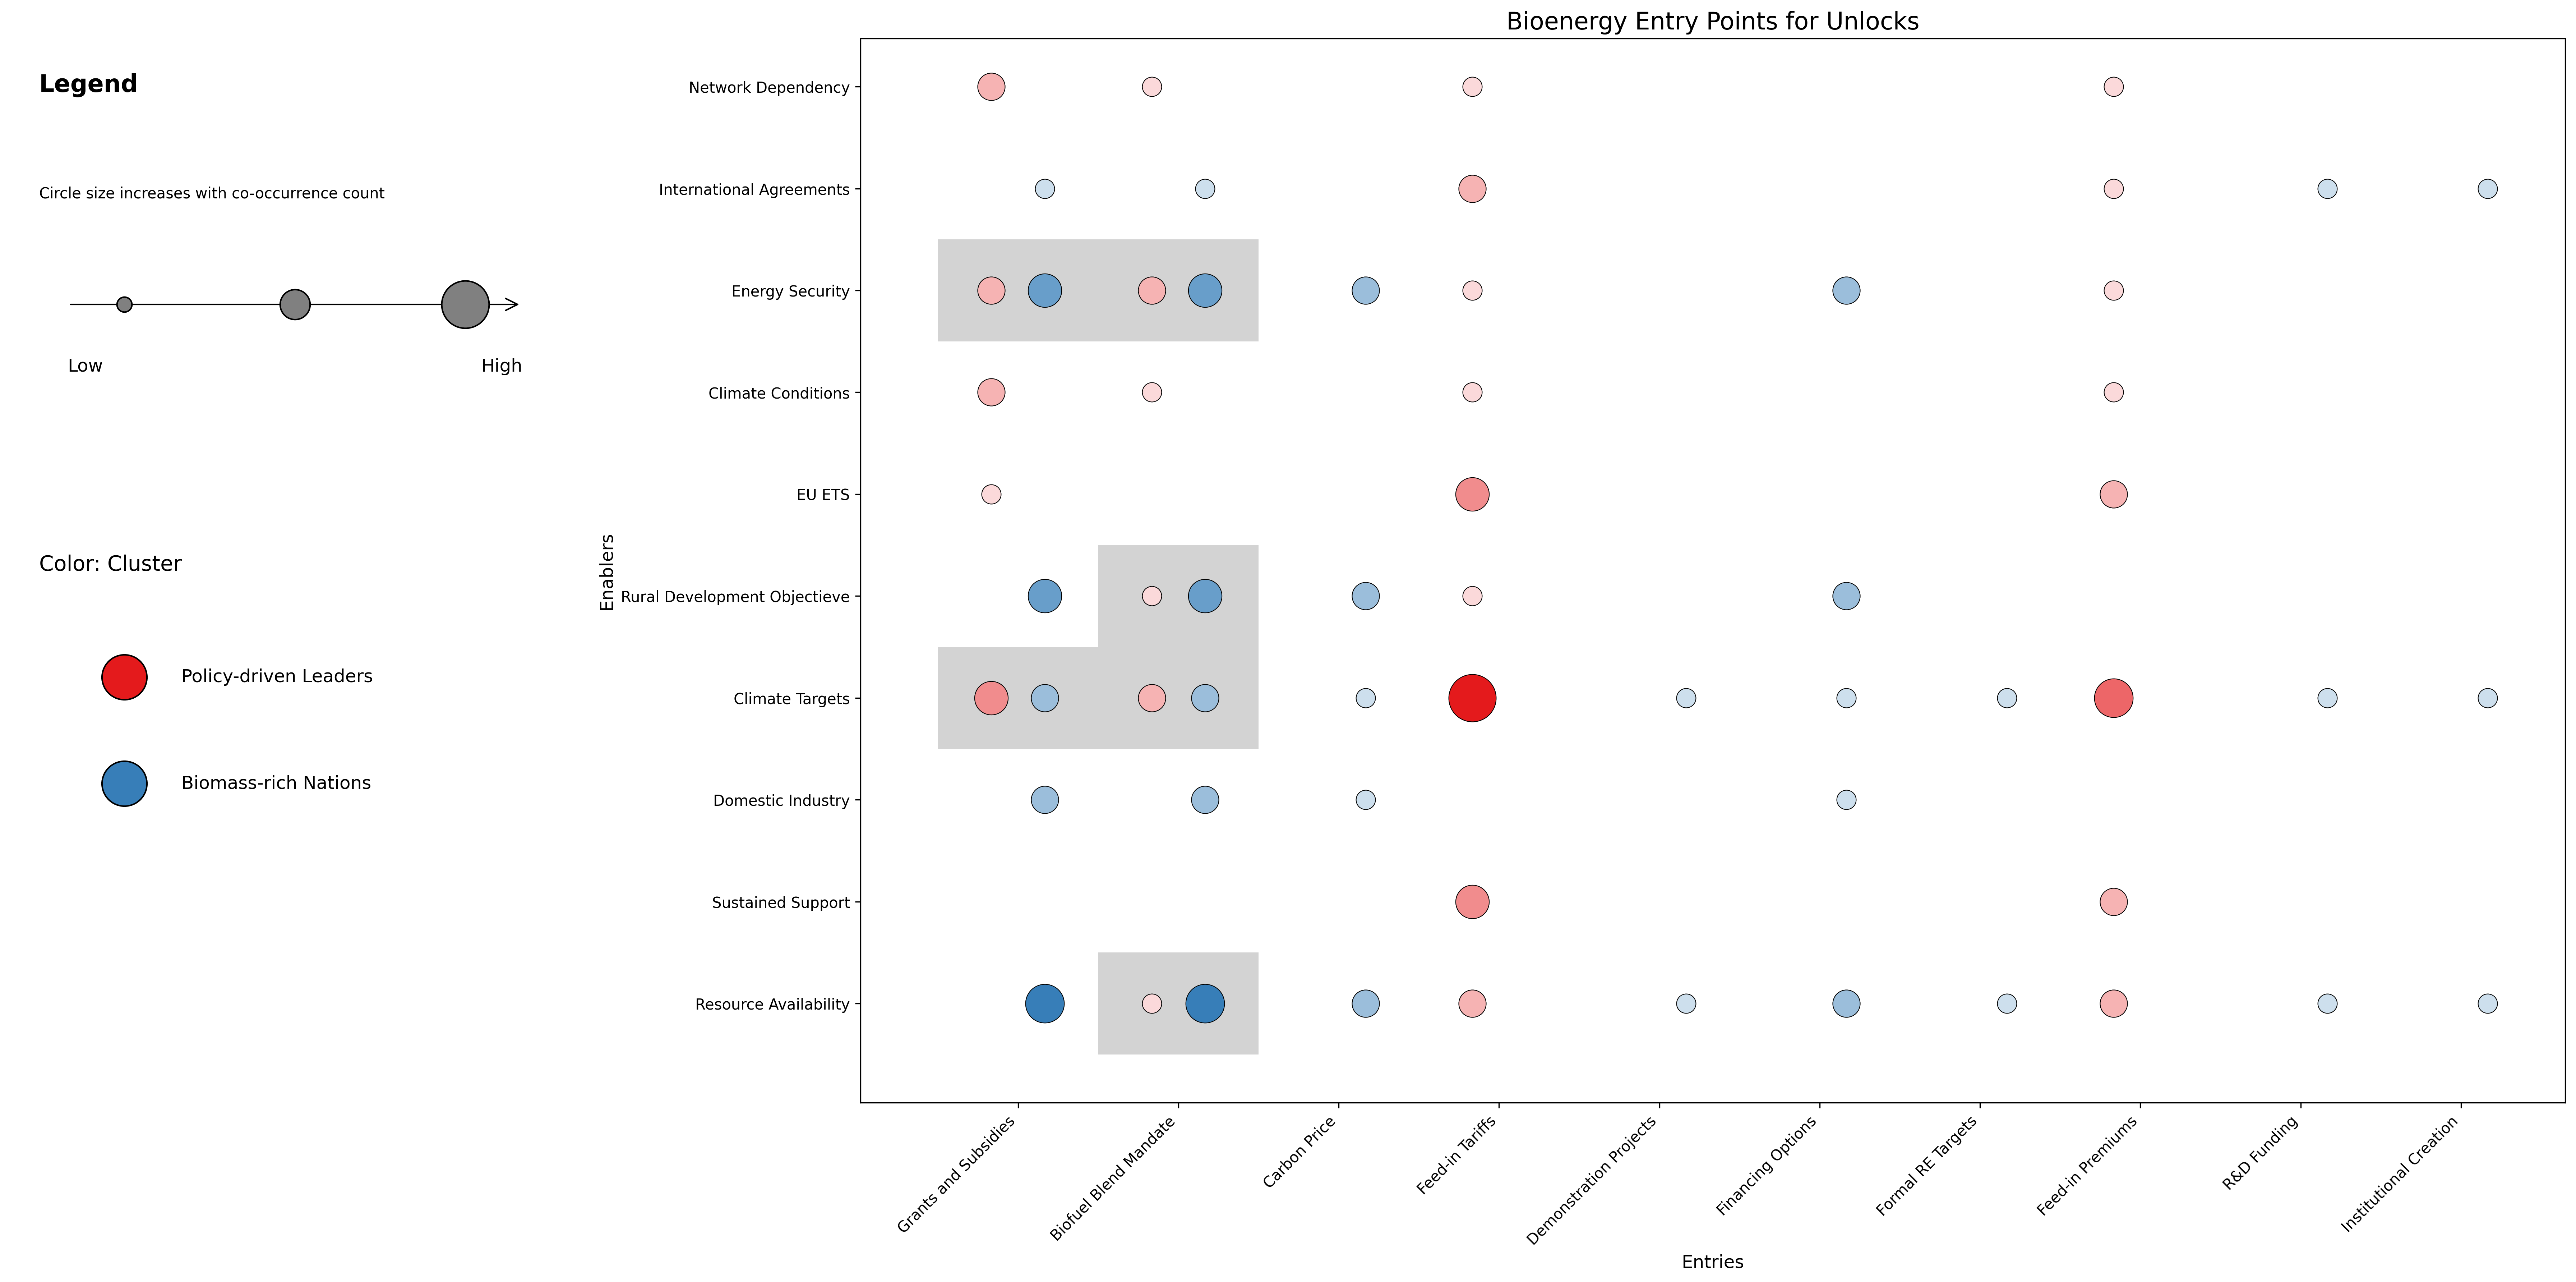 Bioenergy Entry Points for Unlocks
Legend
Circle size increases with co-occurrence count
Low
High
Color: Cluster
Policy-driven Leaders
Biomass-rich Nations
Enablers
Network Dependency
International Agreements
Energy Security
Climate Conditions
EU ETS
Rural Development Objectieve
Climate Targets
Domestic Industry
Sustained Support
Resource Availability
Grants and Subsidies
Biofuel Blend Mandate
Carbon Price
Feed-in Tariffs
Demonstration Projects
Financing Options
Formal RE Targets
Feed-in Premiums
R&D Funding
Institutional Creation
Entries